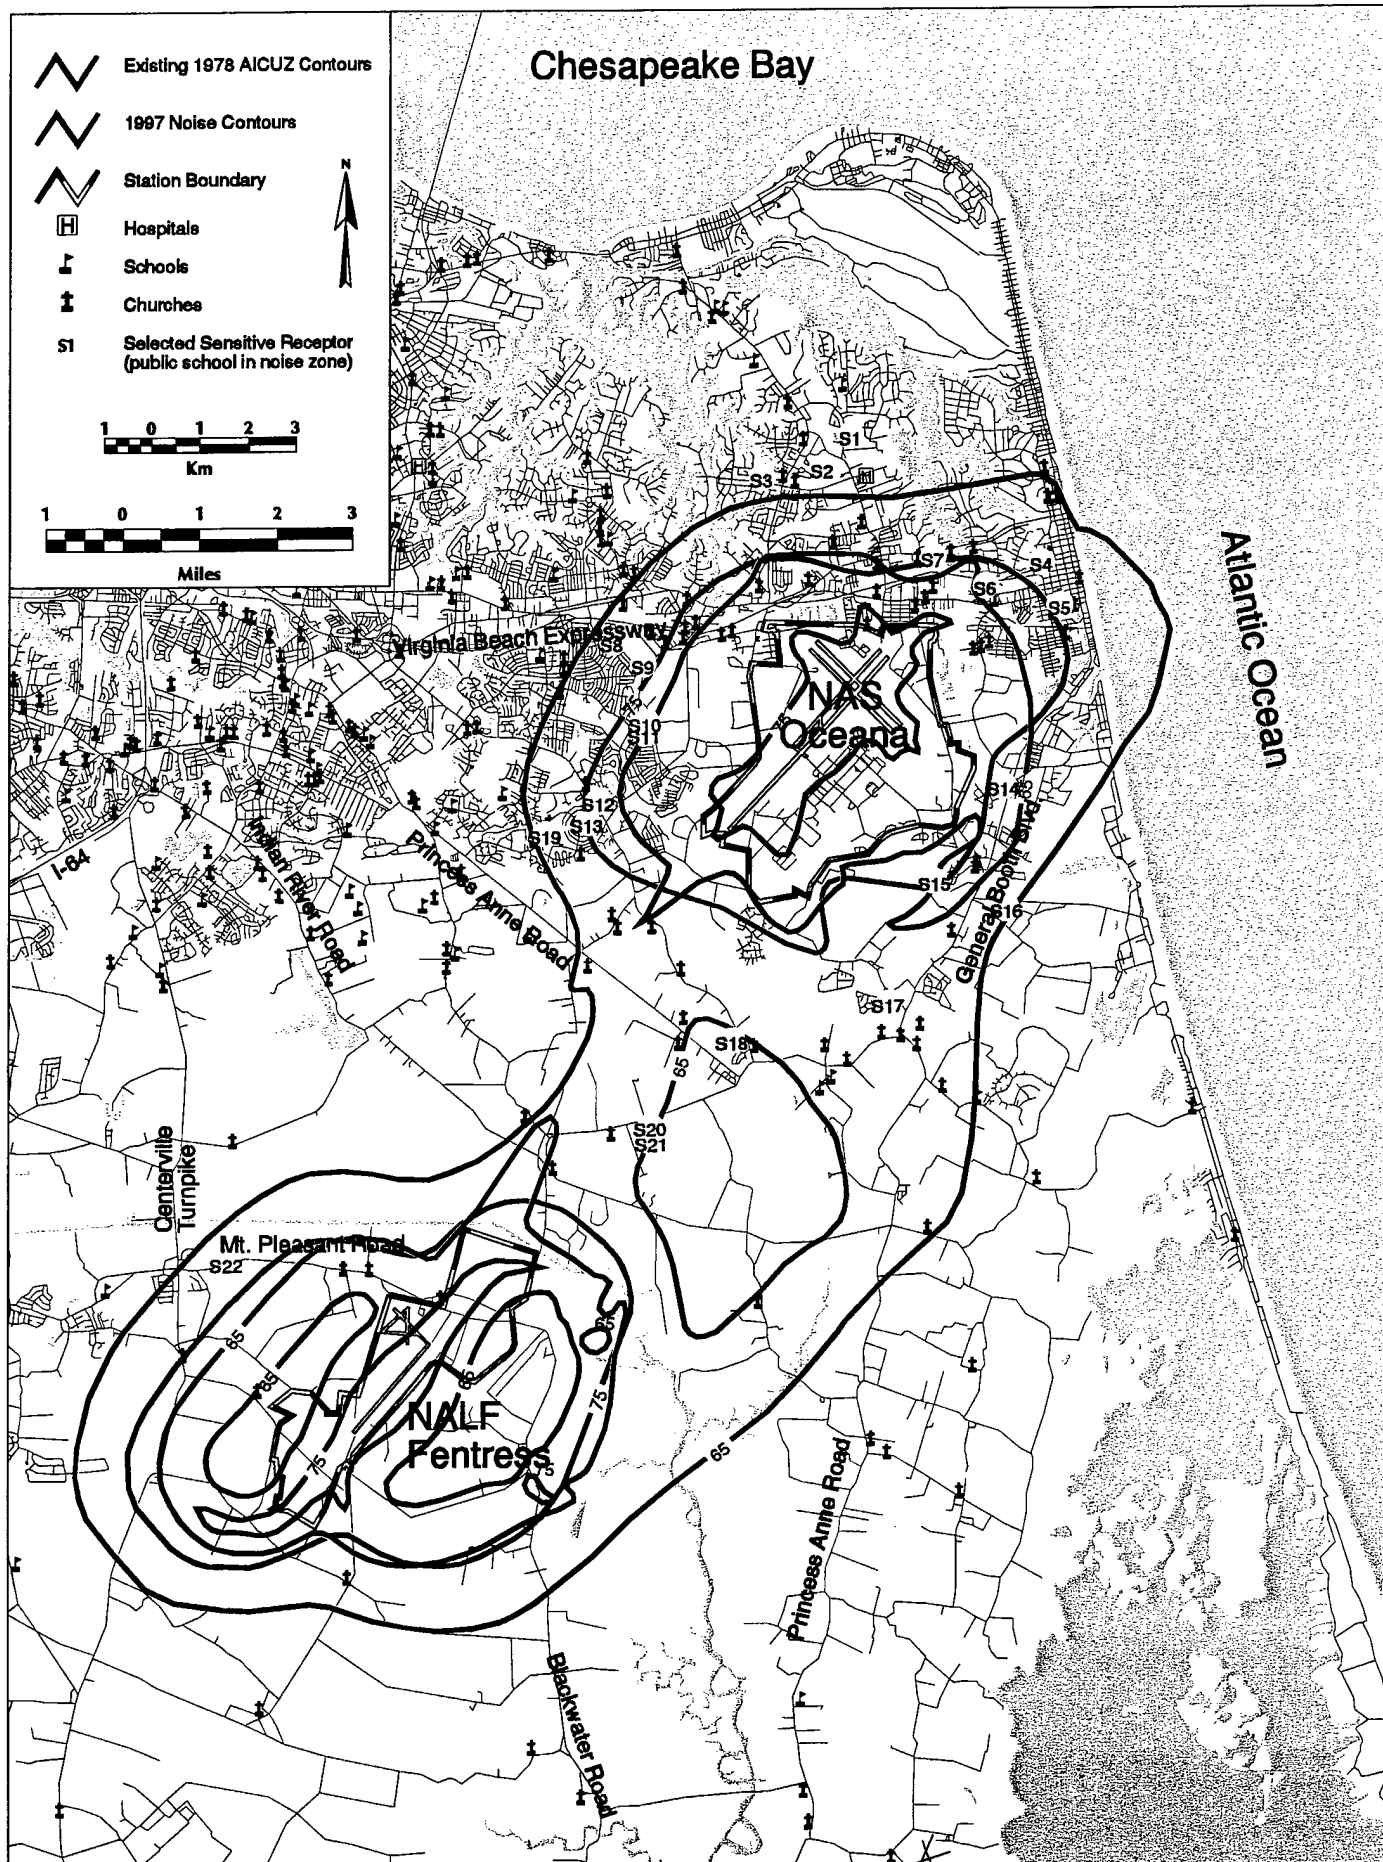 Chesapeake Bay
Existing 1978 AICUZ Contours
1997 Noise Contours
Station Boundary
N
H
Hospitals
Schools
Churches
S1
Selected Sensitive Receptor
(public school in noise zone)
1 0 1 2 3
Km
1 0 1 2 3
Miles
Atlantic Ocean
S1
S2
S3
H
H
S7
S4
S6
S5
Virginia Beach Expressway
S8
S9
75
S10
S11
NAS
Oceana
S12
S13
S19
S14
65
General Booth Blvd
S15
S16
I-64
Indian River Road
Princess Anne Road
S17
S18
65
S20
S21
Centerville
Turnpike
Mt. Pleasant Road
S22
65
85
65
75
75
NALF
Fentress
65
Princess Anne Road
Blackwater Road